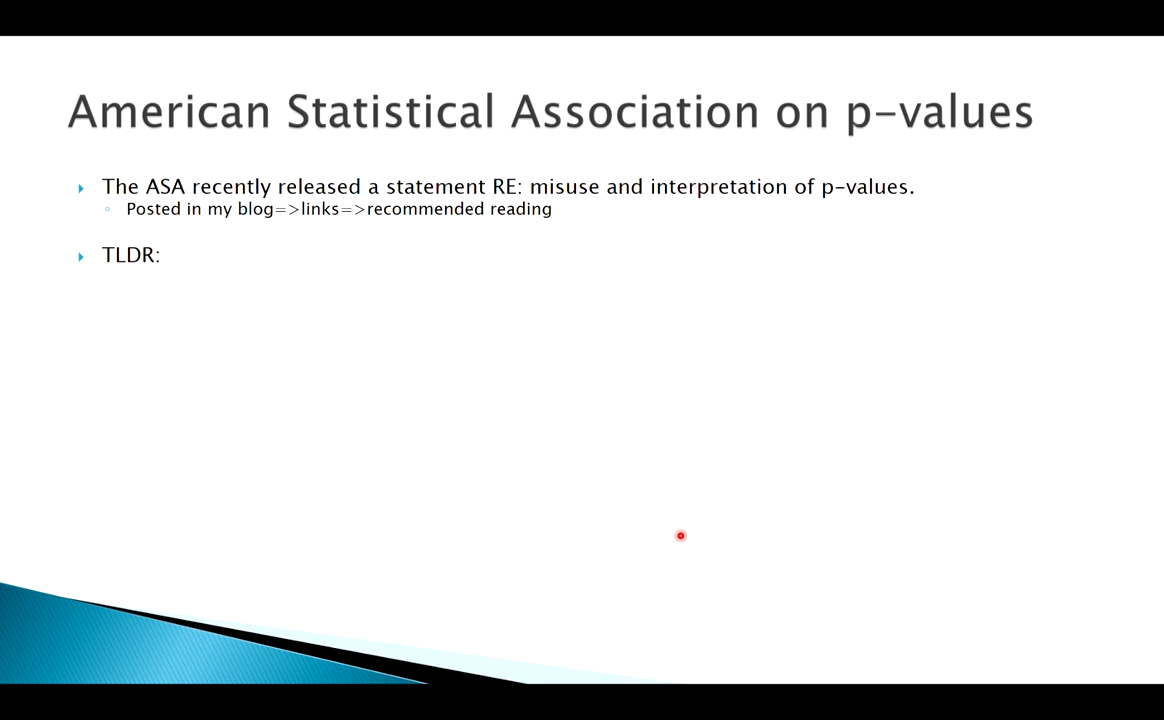 American Statistical Association on p-values
The ASA recently released a statement RE: misuse and interpretation of p-values.
Posted in my blog=>links=>recommended reading
TLDR: